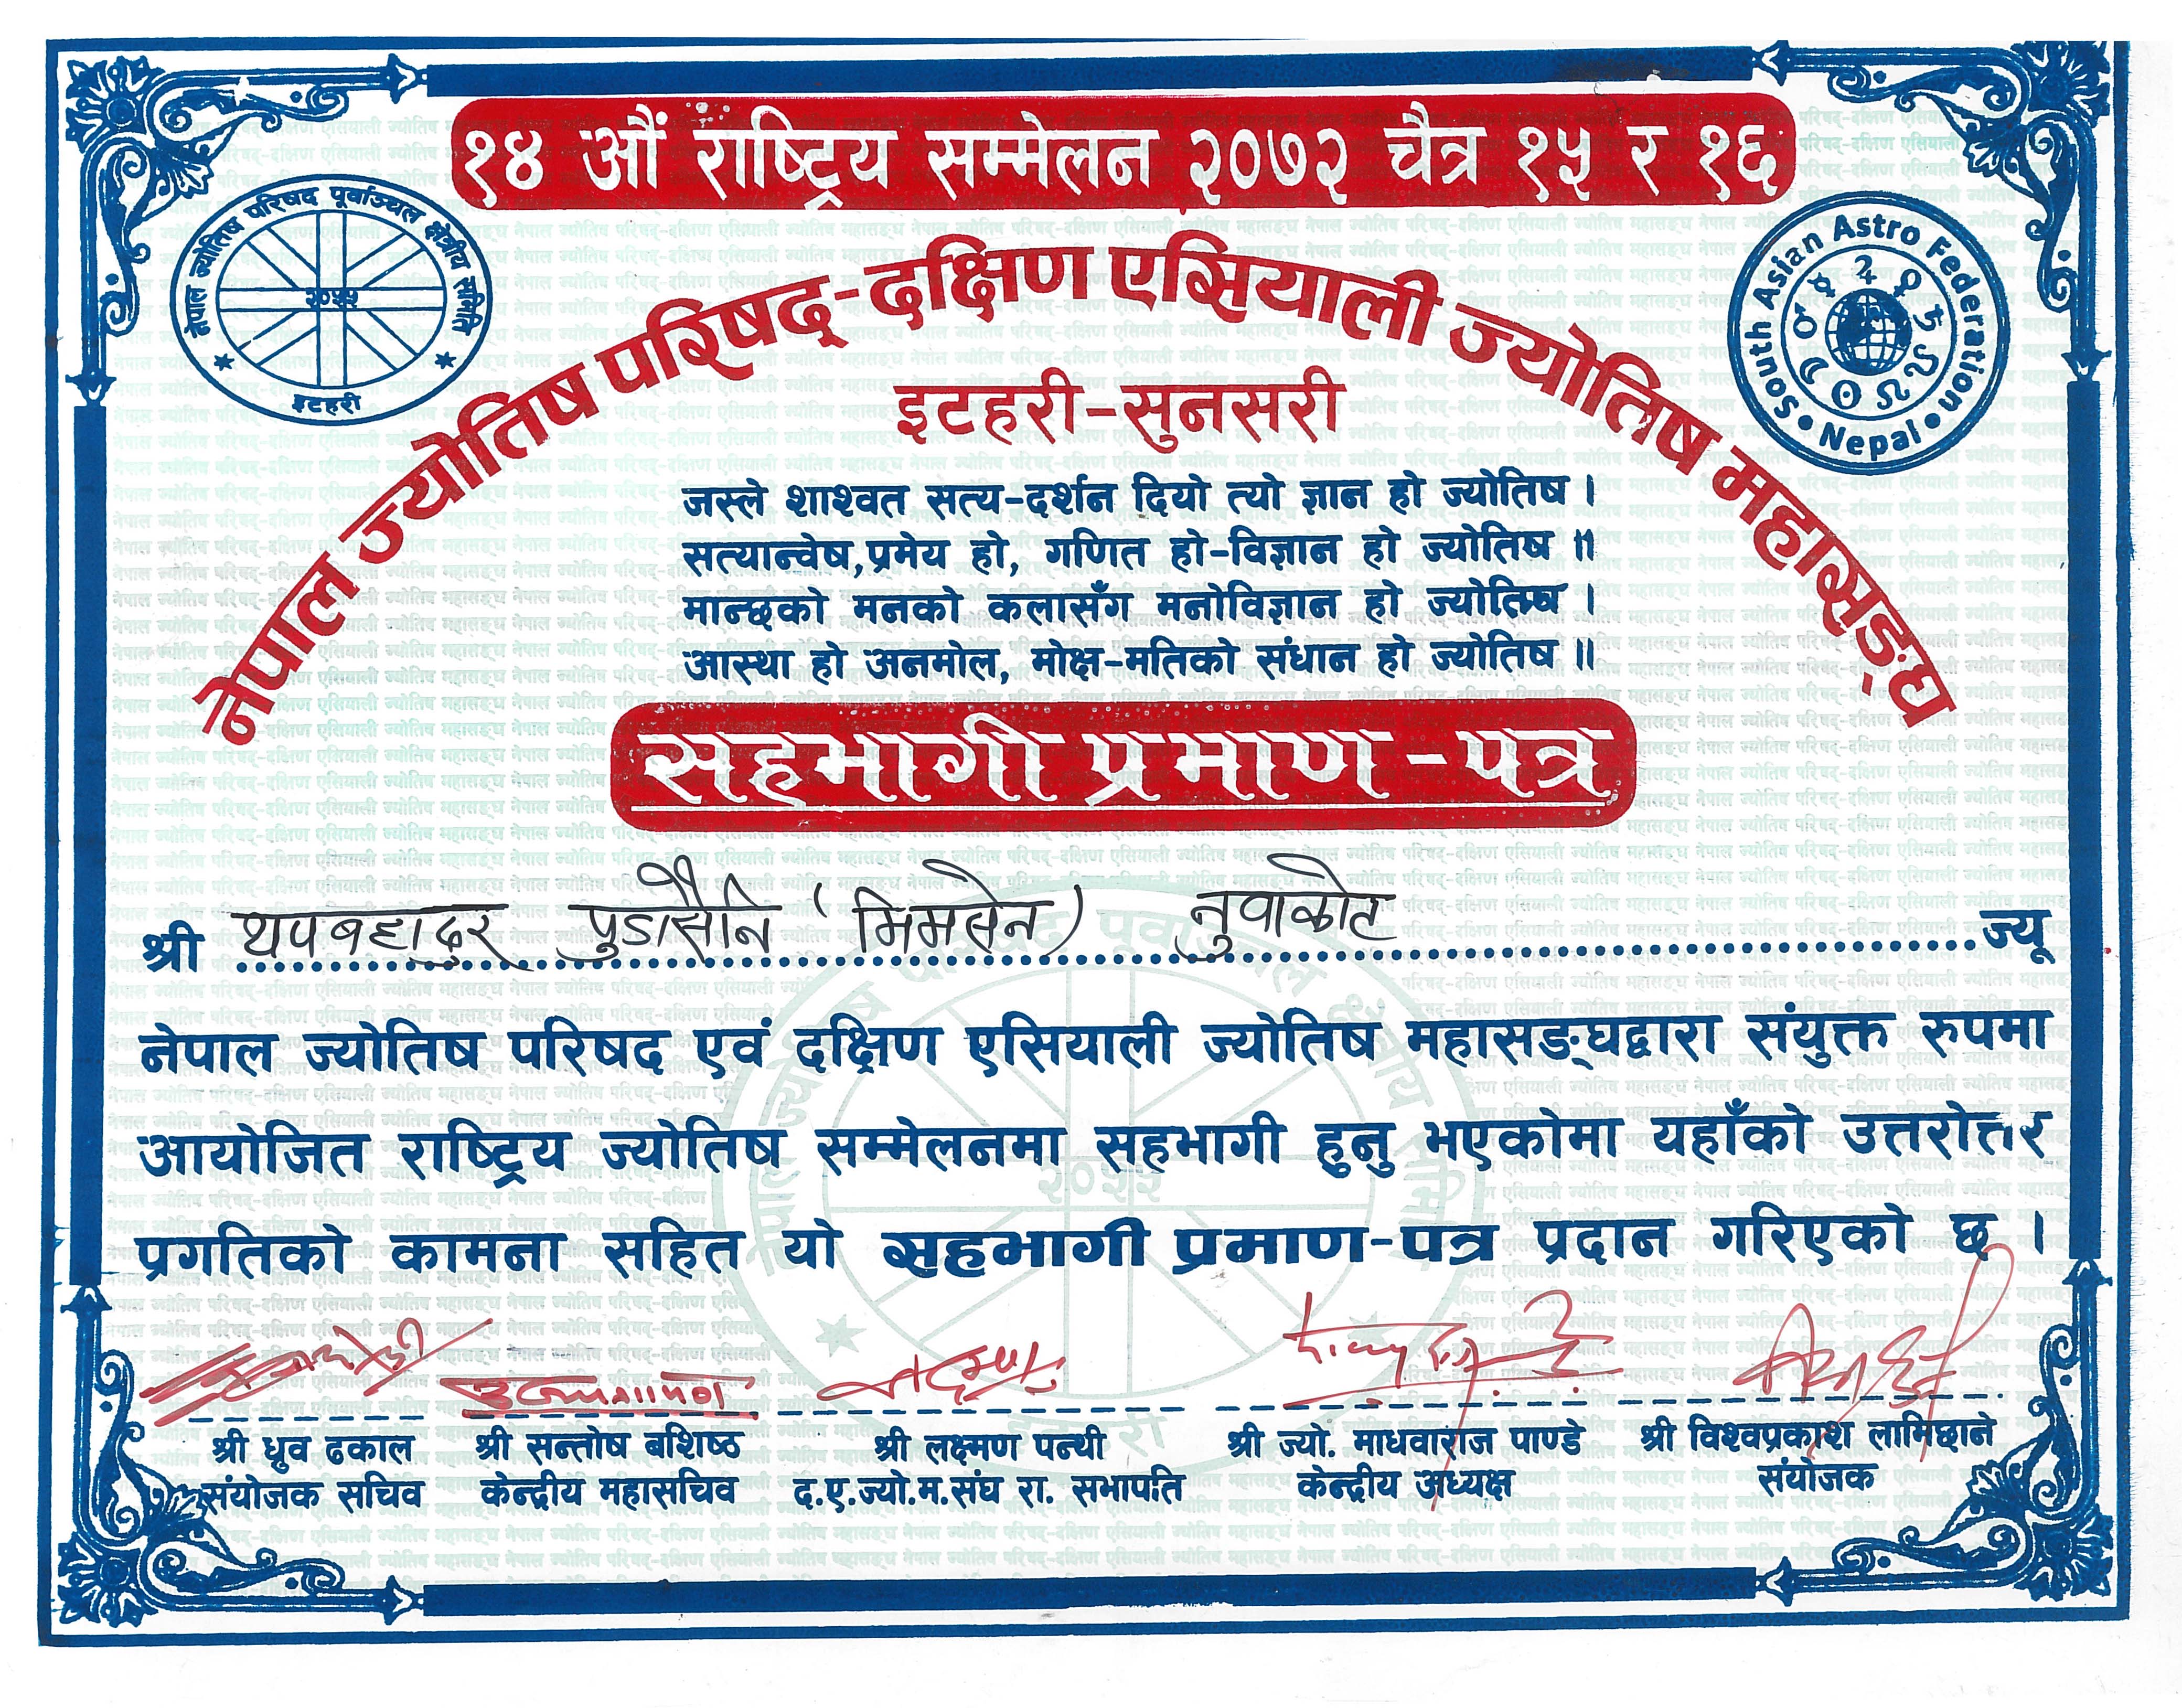 १४ औं राष्ट्रिय सम्मेलन २०७२ चैत्र १५ र १६
नेपाल ज्योतिष परिषद पूर्वाञ्चल क्षेत्रीय समिति
२०५५
इटहरी
South Asian Astro Federation
Nepal
नेपाल ज्योतिष परिषद्-दक्षिण एसियाली ज्योतिष महासङ्घ
इटहरी-सुनसरी
जस्ले शाश्वत सत्य-दर्शन दियो त्यो ज्ञान हो ज्योतिष ।
सत्यान्वेष, प्रमेय हो, गणित हो-विज्ञान हो ज्योतिष ॥
मान्छको मनको कलासँग मनोविज्ञान हो ज्योतिष ।
आस्था हो अनमोल, मोक्ष-मतिको संधान हो ज्योतिष ॥
सहभागी प्रमाण-पत्र
श्री थपबहादुर पुडासैनि (भिमसेन) नुवाकोट ज्यू
नेपाल ज्योतिष परिषद एवं दक्षिण एसियाली ज्योतिष महासङ्घद्वारा संयुक्त रुपमा
आयोजित राष्ट्रिय ज्योतिष सम्मेलनमा सहभागी हुनु भएकोमा यहाँको उत्तरोत्तर
प्रगतिको कामना सहित यो सहभागी प्रमाण-पत्र प्रदान गरिएको छ ।
श्री ध्रुव ढकाल श्री सन्तोष बशिष्ठ श्री लक्ष्मण पन्थी श्री ज्यो. माधवाराज पाण्डे श्री विश्वप्रकाश लामिछाने
संयोजक सचिव केन्द्रीय महासचिव द.ए.ज्यो.म.संघ रा. सभापति केन्द्रीय अध्यक्ष संयोजक